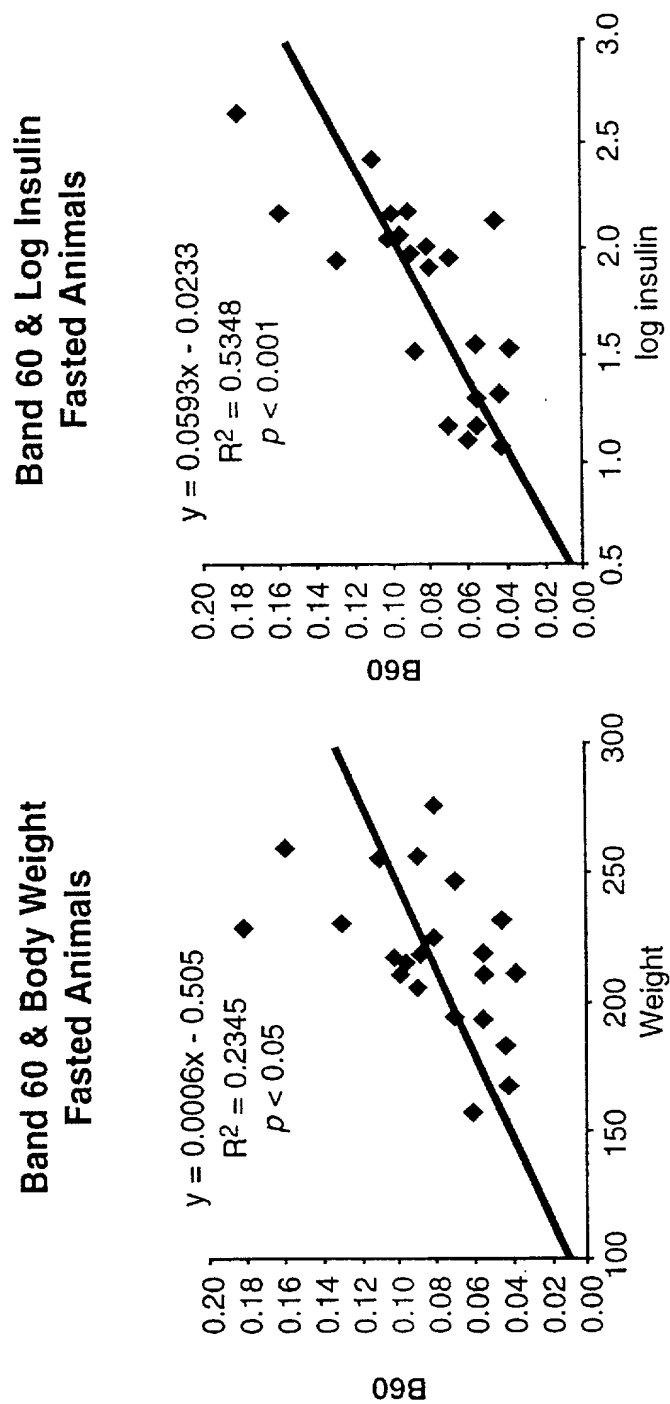 Band 60 & Body Weight
Fasted Animals
y = 0.0006x - 0.505
R2 = 0.2345
p < 0.05
0.20
0.18
0.16
0.14
0.12
0.10
0.08
0.06
0.04
0.02
0.00
B60
100
150
200
250
300
Weight
Band 60 & Log Insulin
Fasted Animals
y = 0.0593x - 0.0233
R2 = 0.5348
p < 0.001
0.20
0.18
0.16
0.14
0.12
0.10
0.08
0.06
0.04
0.02
0.00
B60
0.5
1.0
1.5
2.0
2.5
3.0
log insulin